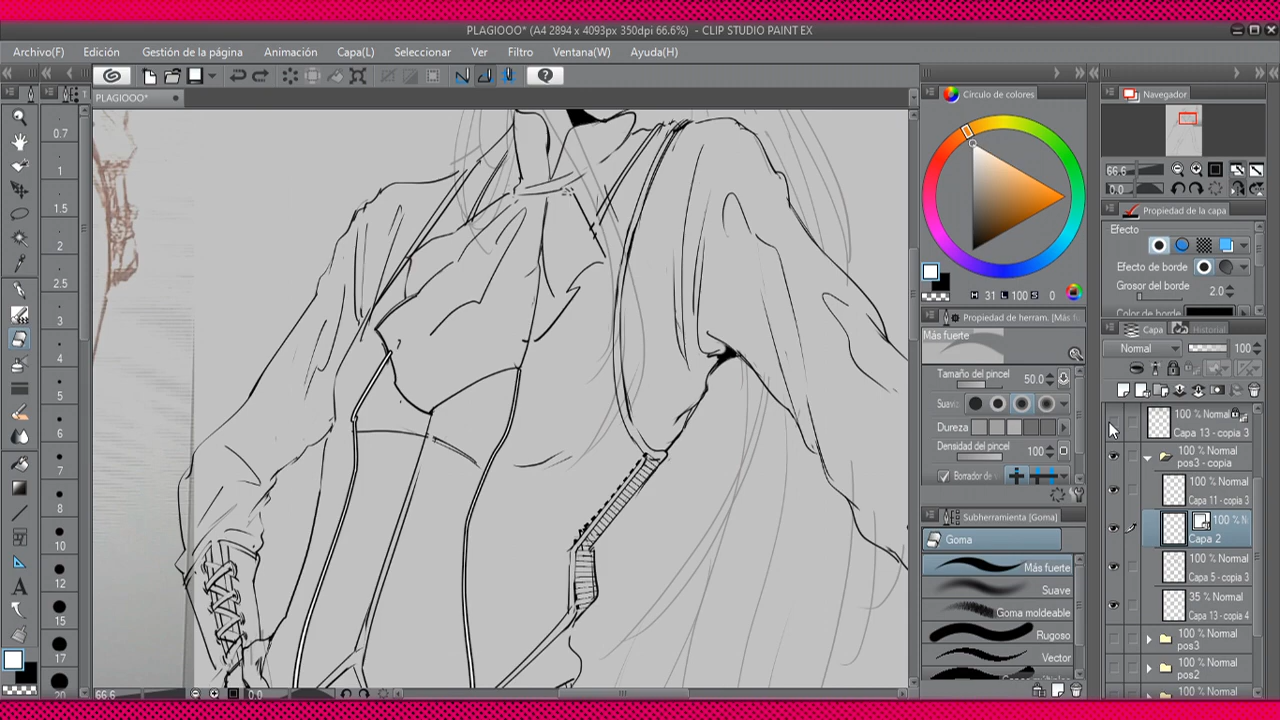 PLAGIOOO* (A4 2894 x 4093px 350dpi 66.6%) - CLIP STUDIO PAINT EX
Archivo(F) Edición Gestión de la página Animación Capa(L) Seleccionar Ver Filtro Ventana(W) Ayuda(H)
PLAGIOOO*
0.7
1
1.5
2
2.5
3
4
5
6
7
8
10
12
15
17
20
66.6 0.0
Círculo de colores
H 31 L 100 S 0
Propiedad de herram. [Más fu
Más fuerte
Tamaño del pincel 50.0
Suavi
Dureza
Densidad del pincel 100
Borrador de
Subherramienta [Goma]
Goma
Más fuerte
Suave
Goma moldeable
Rugoso
Vector
Navegador
66.6
0.0
Propiedad de la capa
Efecto
Efecto de borde
Grosor del borde 2.0
Color de borde
Capa Historial
Normal 100
100 % Normal
Capa 13 - copia 3
100 % Normal
pos3 - copia
100 % Normal
Capa 11 - copia 3
100 % N
Capa 2
100 % Normal
Capa 5 - copia 3
35 % Normal
Capa 13 - copia 4
100 % Normal
pos3
100 % Normal
pos2